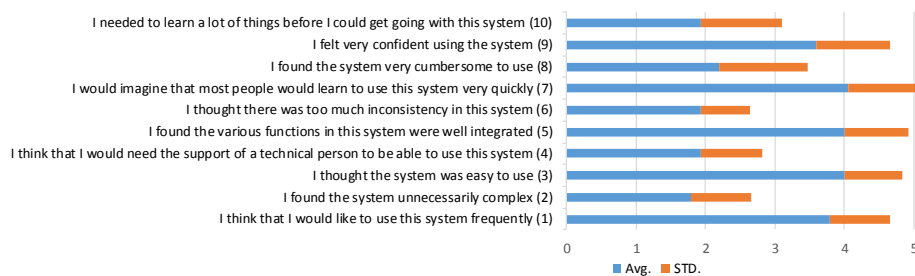 I needed to learn a lot of things before I could get going with this system (10)
I felt very confident using the system (9)
I found the system very cumbersome to use (8)
I would imagine that most people would learn to use this system very quickly (7)
I thought there was too much inconsistency in this system (6)
I found the various functions in this system were well integrated (5)
I think that I would need the support of a technical person to be able to use this system (4)
I thought the system was easy to use (3)
I found the system unnecessarily complex (2)
I think that I would like to use this system frequently (1)
0 1 2 3 4 5
Avg. STD.